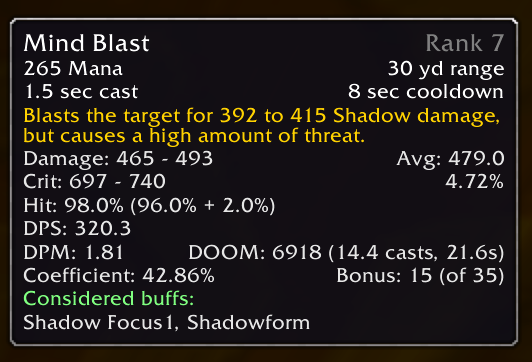 Mind Blast Rank 7
265 Mana 30 yd range
1.5 sec cast 8 sec cooldown
Blasts the target for 392 to 415 Shadow damage,
but causes a high amount of threat.
Damage: 465 - 493 Avg: 479.0
Crit: 697 - 740 4.72%
Hit: 98.0% (96.0% + 2.0%)
DPS: 320.3
DPM: 1.81 DOOM: 6918 (14.4 casts, 21.6s)
Coefficient: 42.86% Bonus: 15 (of 35)
Considered buffs:
Shadow Focus1, Shadowform